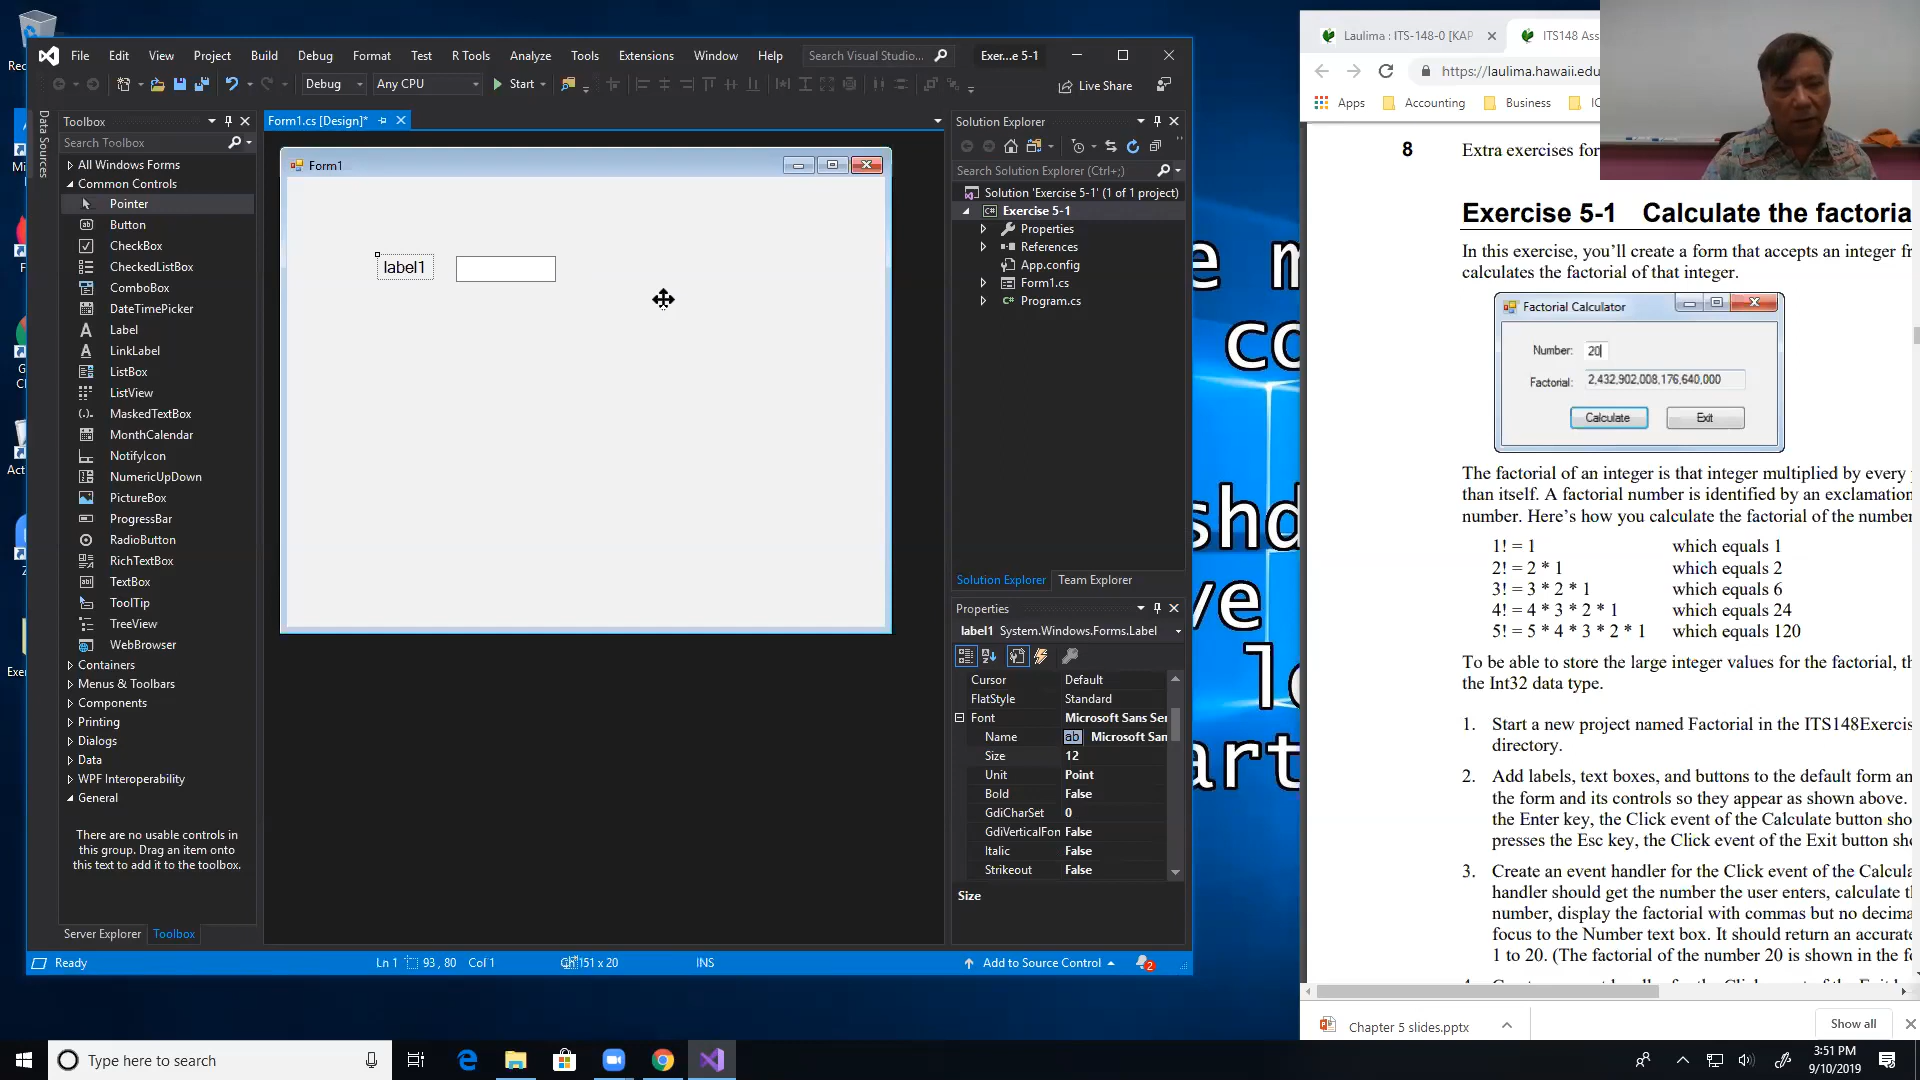 File Edit View Project Build Debug Format Test R Tools Analyze Tools Extensions Window Help Search Visual Studio... Exer...e 5-1
Debug Any CPU Start Live Share
Data Sources
Toolbox
Search Toolbox
All Windows Forms
Common Controls
Pointer
Button
CheckBox
CheckedListBox
ComboBox
DateTimePicker
Label
LinkLabel
ListBox
ListView
MaskedTextBox
MonthCalendar
NotifyIcon
NumericUpDown
PictureBox
ProgressBar
RadioButton
RichTextBox
TextBox
ToolTip
TreeView
WebBrowser
Containers
Menus & Toolbars
Components
Printing
Dialogs
Data
WPF Interoperability
General
There are no usable controls in
this group. Drag an item onto
this text to add it to the toolbox.
Server Explorer Toolbox
Form1.cs [Design]*
Form1
label1
Solution Explorer
Search Solution Explorer (Ctrl+;)
Solution 'Exercise 5-1' (1 of 1 project)
Exercise 5-1
Properties
References
App.config
Form1.cs
Program.cs
Solution Explorer Team Explorer
Properties
label1 System.Windows.Forms.Label
Cursor Default
FlatStyle Standard
Font Microsoft Sans Ser
Name ab Microsoft San
Size 12
Unit Point
Bold False
GdiCharSet 0
GdiVerticalFon False
Italic False
Strikeout False
Size
Ready Ln 1 93 , 80 Col 1 151 x 20 INS Add to Source Control 2
Laulima : ITS-148-0 [KAP ITS148 Ass
https://laulima.hawaii.edu
Apps Accounting Business
8 Extra exercises for
Exercise 5-1 Calculate the factoria
In this exercise, you'll create a form that accepts an integer fr
calculates the factorial of that integer.
Factorial Calculator
Number: 20
Factorial: 2,432,902,008,176,640,000
Calculate Exit
The factorial of an integer is that integer multiplied by every
than itself. A factorial number is identified by an exclamation
number. Here's how you calculate the factorial of the number
1! = 1 which equals 1
2! = 2 * 1 which equals 2
3! = 3 * 2 * 1 which equals 6
4! = 4 * 3 * 2 * 1 which equals 24
5! = 5 * 4 * 3 * 2 * 1 which equals 120
To be able to store the large integer values for the factorial, th
the Int32 data type.
1. Start a new project named Factorial in the ITS148Exercis
directory.
2. Add labels, text boxes, and buttons to the default form an
the form and its controls so they appear as shown above.
the Enter key, the Click event of the Calculate button sho
presses the Esc key, the Click event of the Exit button sho
3. Create an event handler for the Click event of the Calcula
handler should get the number the user enters, calculate t
number, display the factorial with commas but no decima
focus to the Number text box. It should return an accurate
1 to 20. (The factorial of the number 20 is shown in the fo
Chapter 5 slides.pptx Show all
Type here to search
3:51 PM
9/10/2019